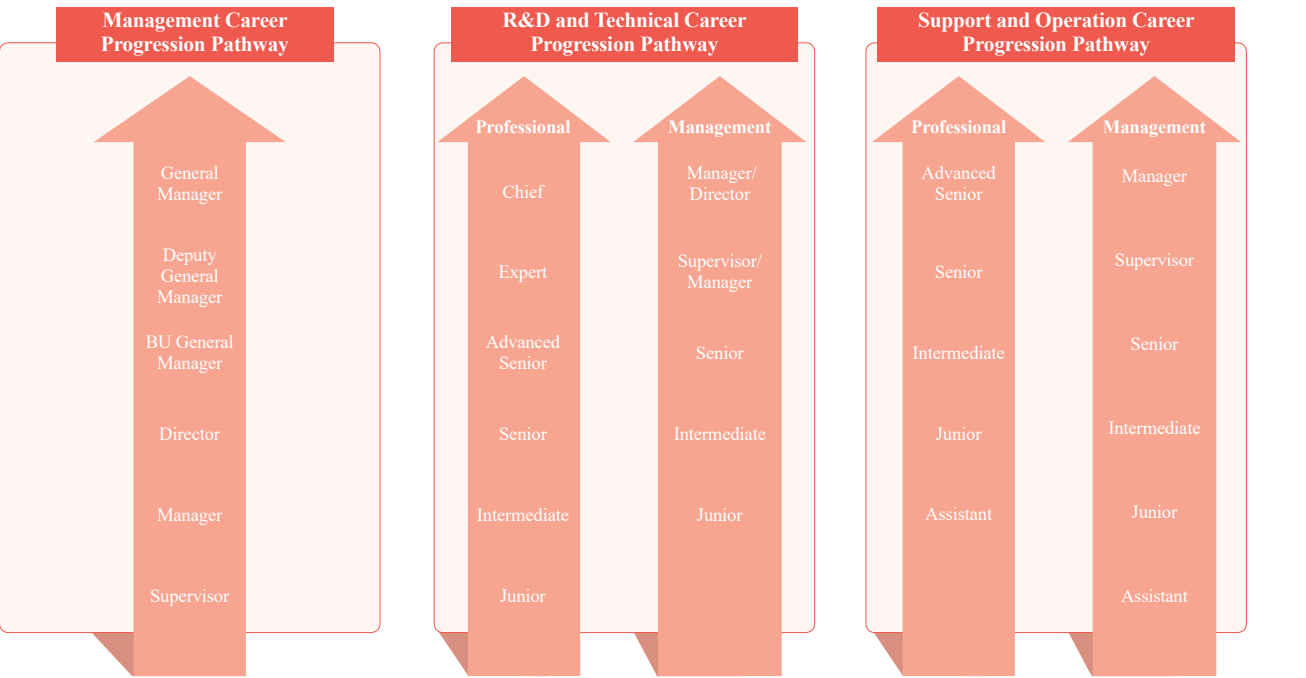 Management Career
Progression Pathway
General
Manager
Deputy
General
Manager
BU General
Manager
Director
Manager
Supervisor
R&D and Technical Career
Progression Pathway
Professional
Chief
Expert
Advanced
Senior
Senior
Intermediate
Junior
Management
Manager/
Director
Supervisor/
Manager
Senior
Intermediate
Junior
Support and Operation Career
Progression Pathway
Professional
Advanced
Senior
Senior
Intermediate
Junior
Assistant
Management
Manager
Supervisor
Senior
Intermediate
Junior
Assistant